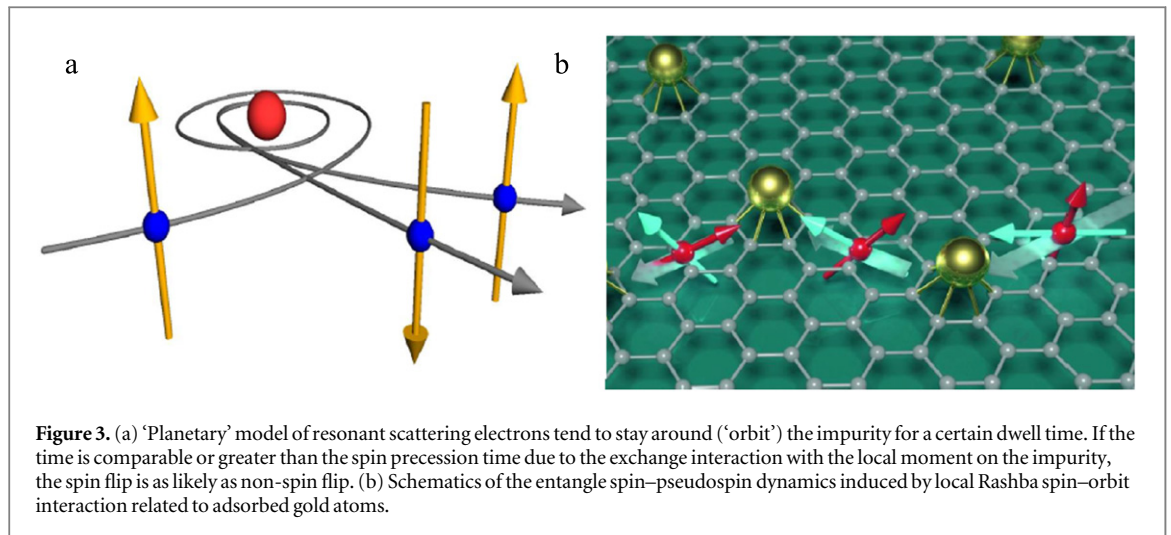 a
b
Figure 3. (a) ‘Planetary’ model of resonant scattering electrons tend to stay around (‘orbit’) the impurity for a certain dwell time. If the
time is comparable or greater than the spin precession time due to the exchange interaction with the local moment on the impurity,
the spin flip is as likely as non-spin flip. (b) Schematics of the entangle spin–pseudospin dynamics induced by local Rashba spin–orbit
interaction related to adsorbed gold atoms.